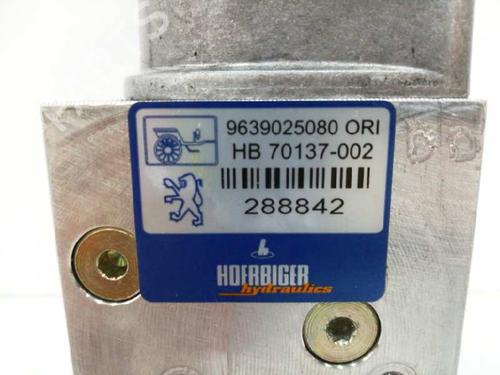 9639025080 ORI
HB 70137-002
288842
HOERBIGER
hydraulics